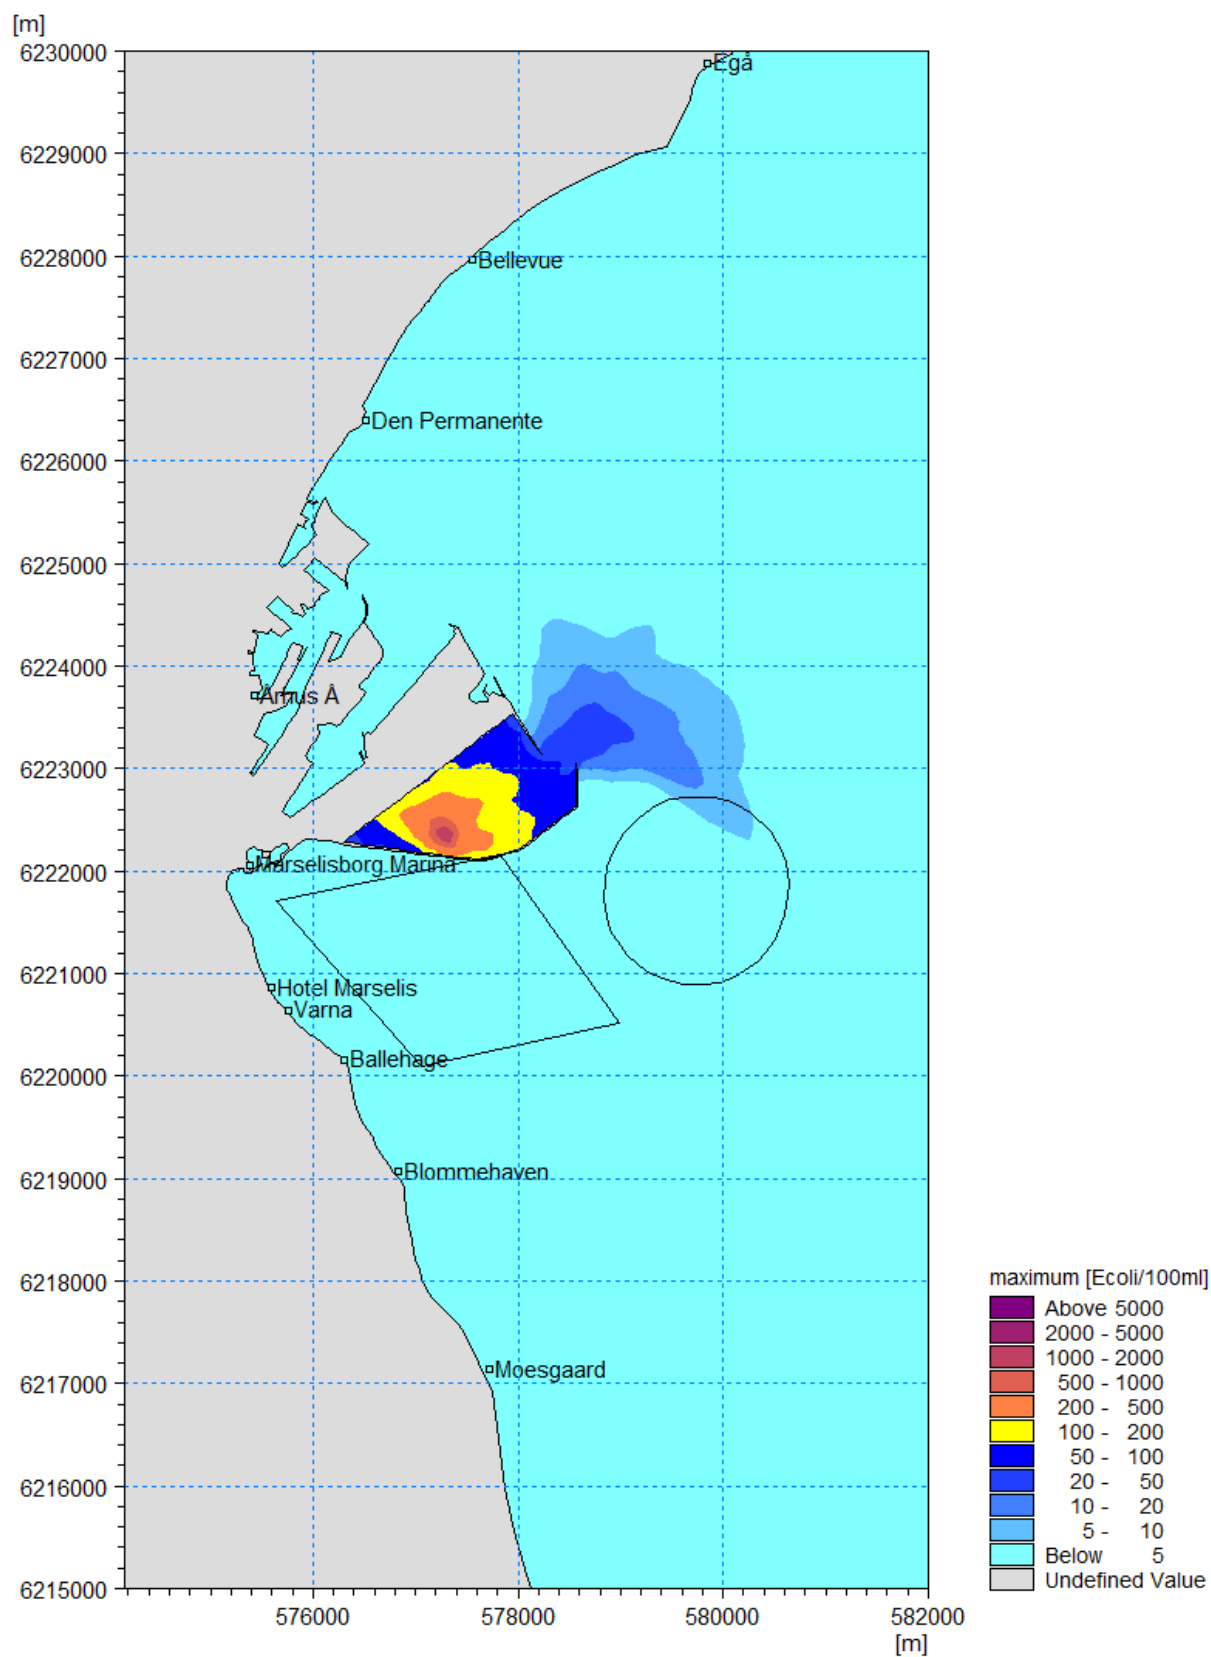 [m]
6230000
Egå
6229000
6228000
Bellevue
6227000
Den Permanente
6226000
6225000
6224000
Århus Å
6223000
6222000
Marselisborg Marina
6221000
Hotel Marselis
Varna
6220000
Ballehage
6219000
Blommehaven
6218000
6217000
Moesgaard
6216000
6215000
576000
578000
580000
582000
[m]
maximum [Ecoli/100ml]
Above 5000
2000 - 5000
1000 - 2000
500 - 1000
200 - 500
100 - 200
50 - 100
20 - 50
10 - 20
5 - 10
Below 5
Undefined Value